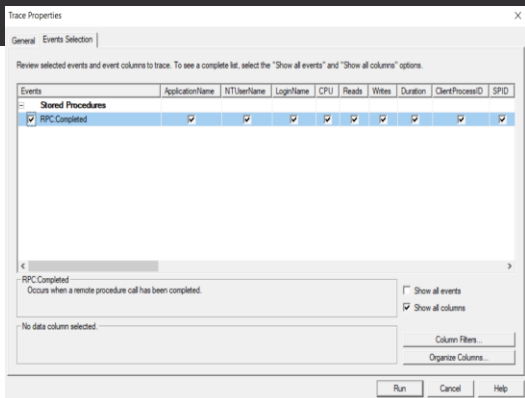 Trace Properties
General Events Selection
Review selected events and event columns to trace. To see a complete list, select the "Show all events" and "Show all columns" options.
Events ApplicationName NTUserName LoginName CPU Reads Writes Duration ClientProcessID SPID
Stored Procedures
RPC:Completed
RPC:Completed
Occurs when a remote procedure call has been completed.
Show all events
Show all columns
No data column selected.
Column Filters...
Organize Columns...
Run Cancel Help